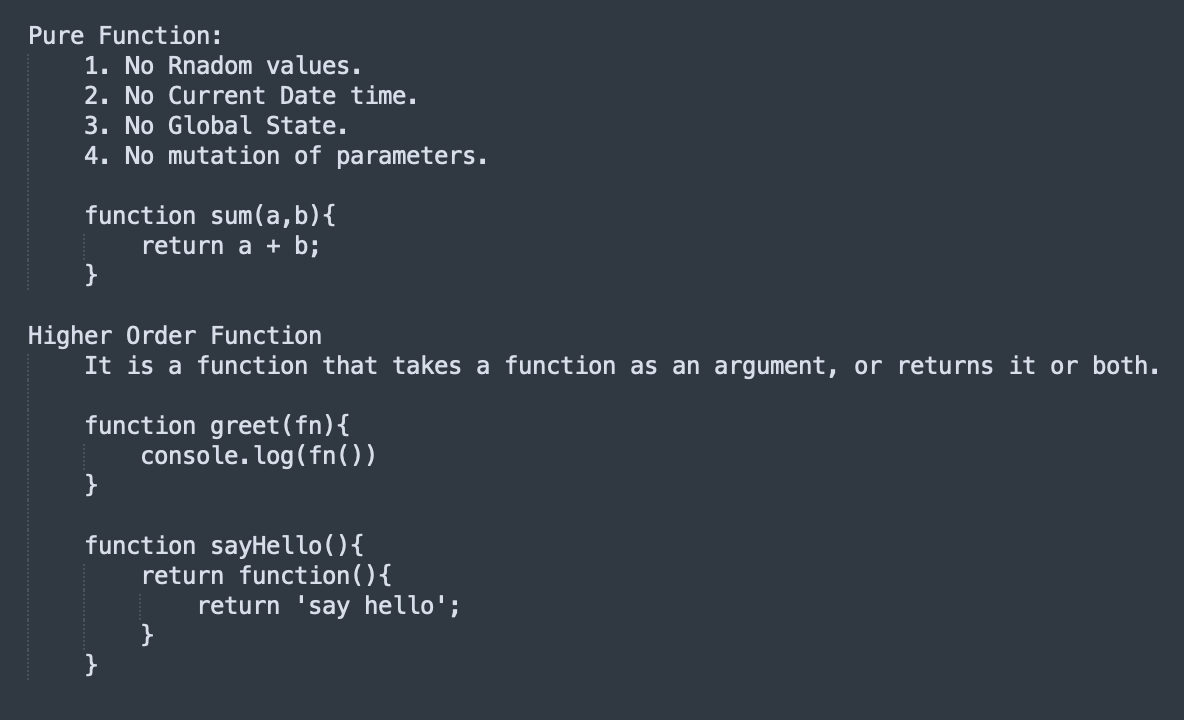 Pure Function:
1. No Rnadom values.
2. No Current Date time.
3. No Global State.
4. No mutation of parameters.
function sum(a,b){
return a + b;
}
Higher Order Function
It is a function that takes a function as an argument, or returns it or both.
function greet(fn){
console.log(fn())
}
function sayHello(){
return function(){
return 'say hello';
}
}